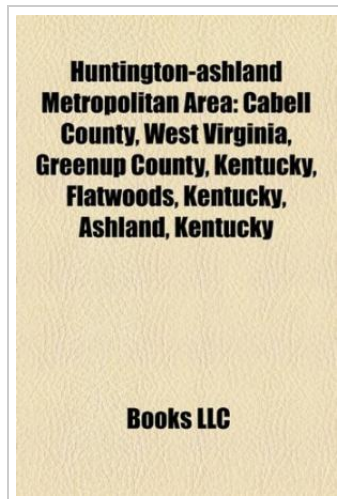 Huntington-ashland
Metropolitan Area: Cabell
County, West Virginia,
Greenup County, Kentucky,
Flatwoods, Kentucky,
Ashland, Kentucky
Books LLC